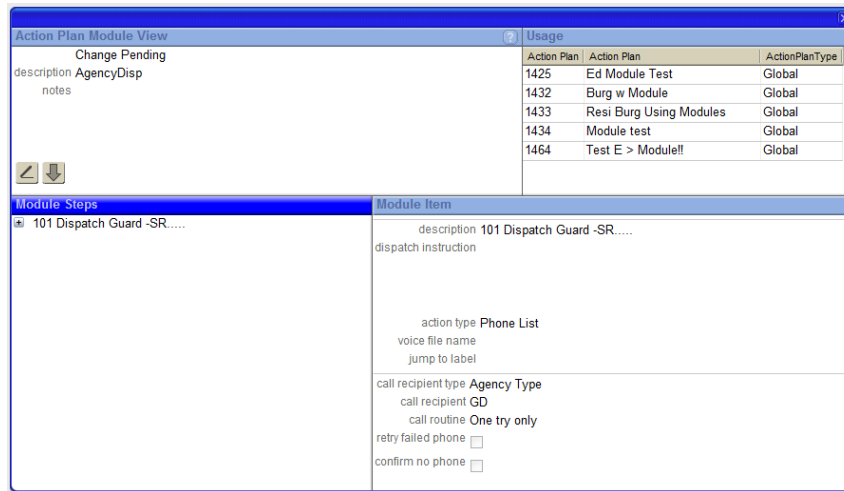 Action Plan Module View
?
Change Pending
description AgencyDisp
notes
Usage
Action Plan Action Plan ActionPlanType
1425 Ed Module Test Global
1432 Burg w Module Global
1433 Resi Burg Using Modules Global
1434 Module test Global
1464 Test E > Module!! Global
Module Steps
101 Dispatch Guard -SR.....
Module Item
description 101 Dispatch Guard -SR.....
dispatch instruction
action type Phone List
voice file name
jump to label
call recipient type Agency Type
call recipient GD
call routine One try only
retry failed phone
confirm no phone